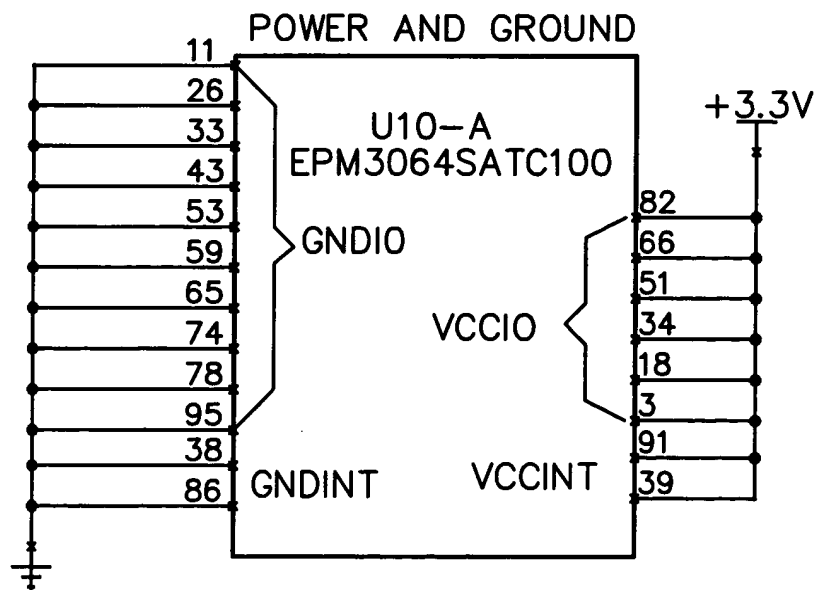 POWER AND GROUND
11
26
33
43
53
59
65
74
78
95
38
86
U10-A
EPM3064SATC100
GNDIO
GNDINT
+3.3V
82
66
51
34
18
3
91
39
VCCIO
VCCINT